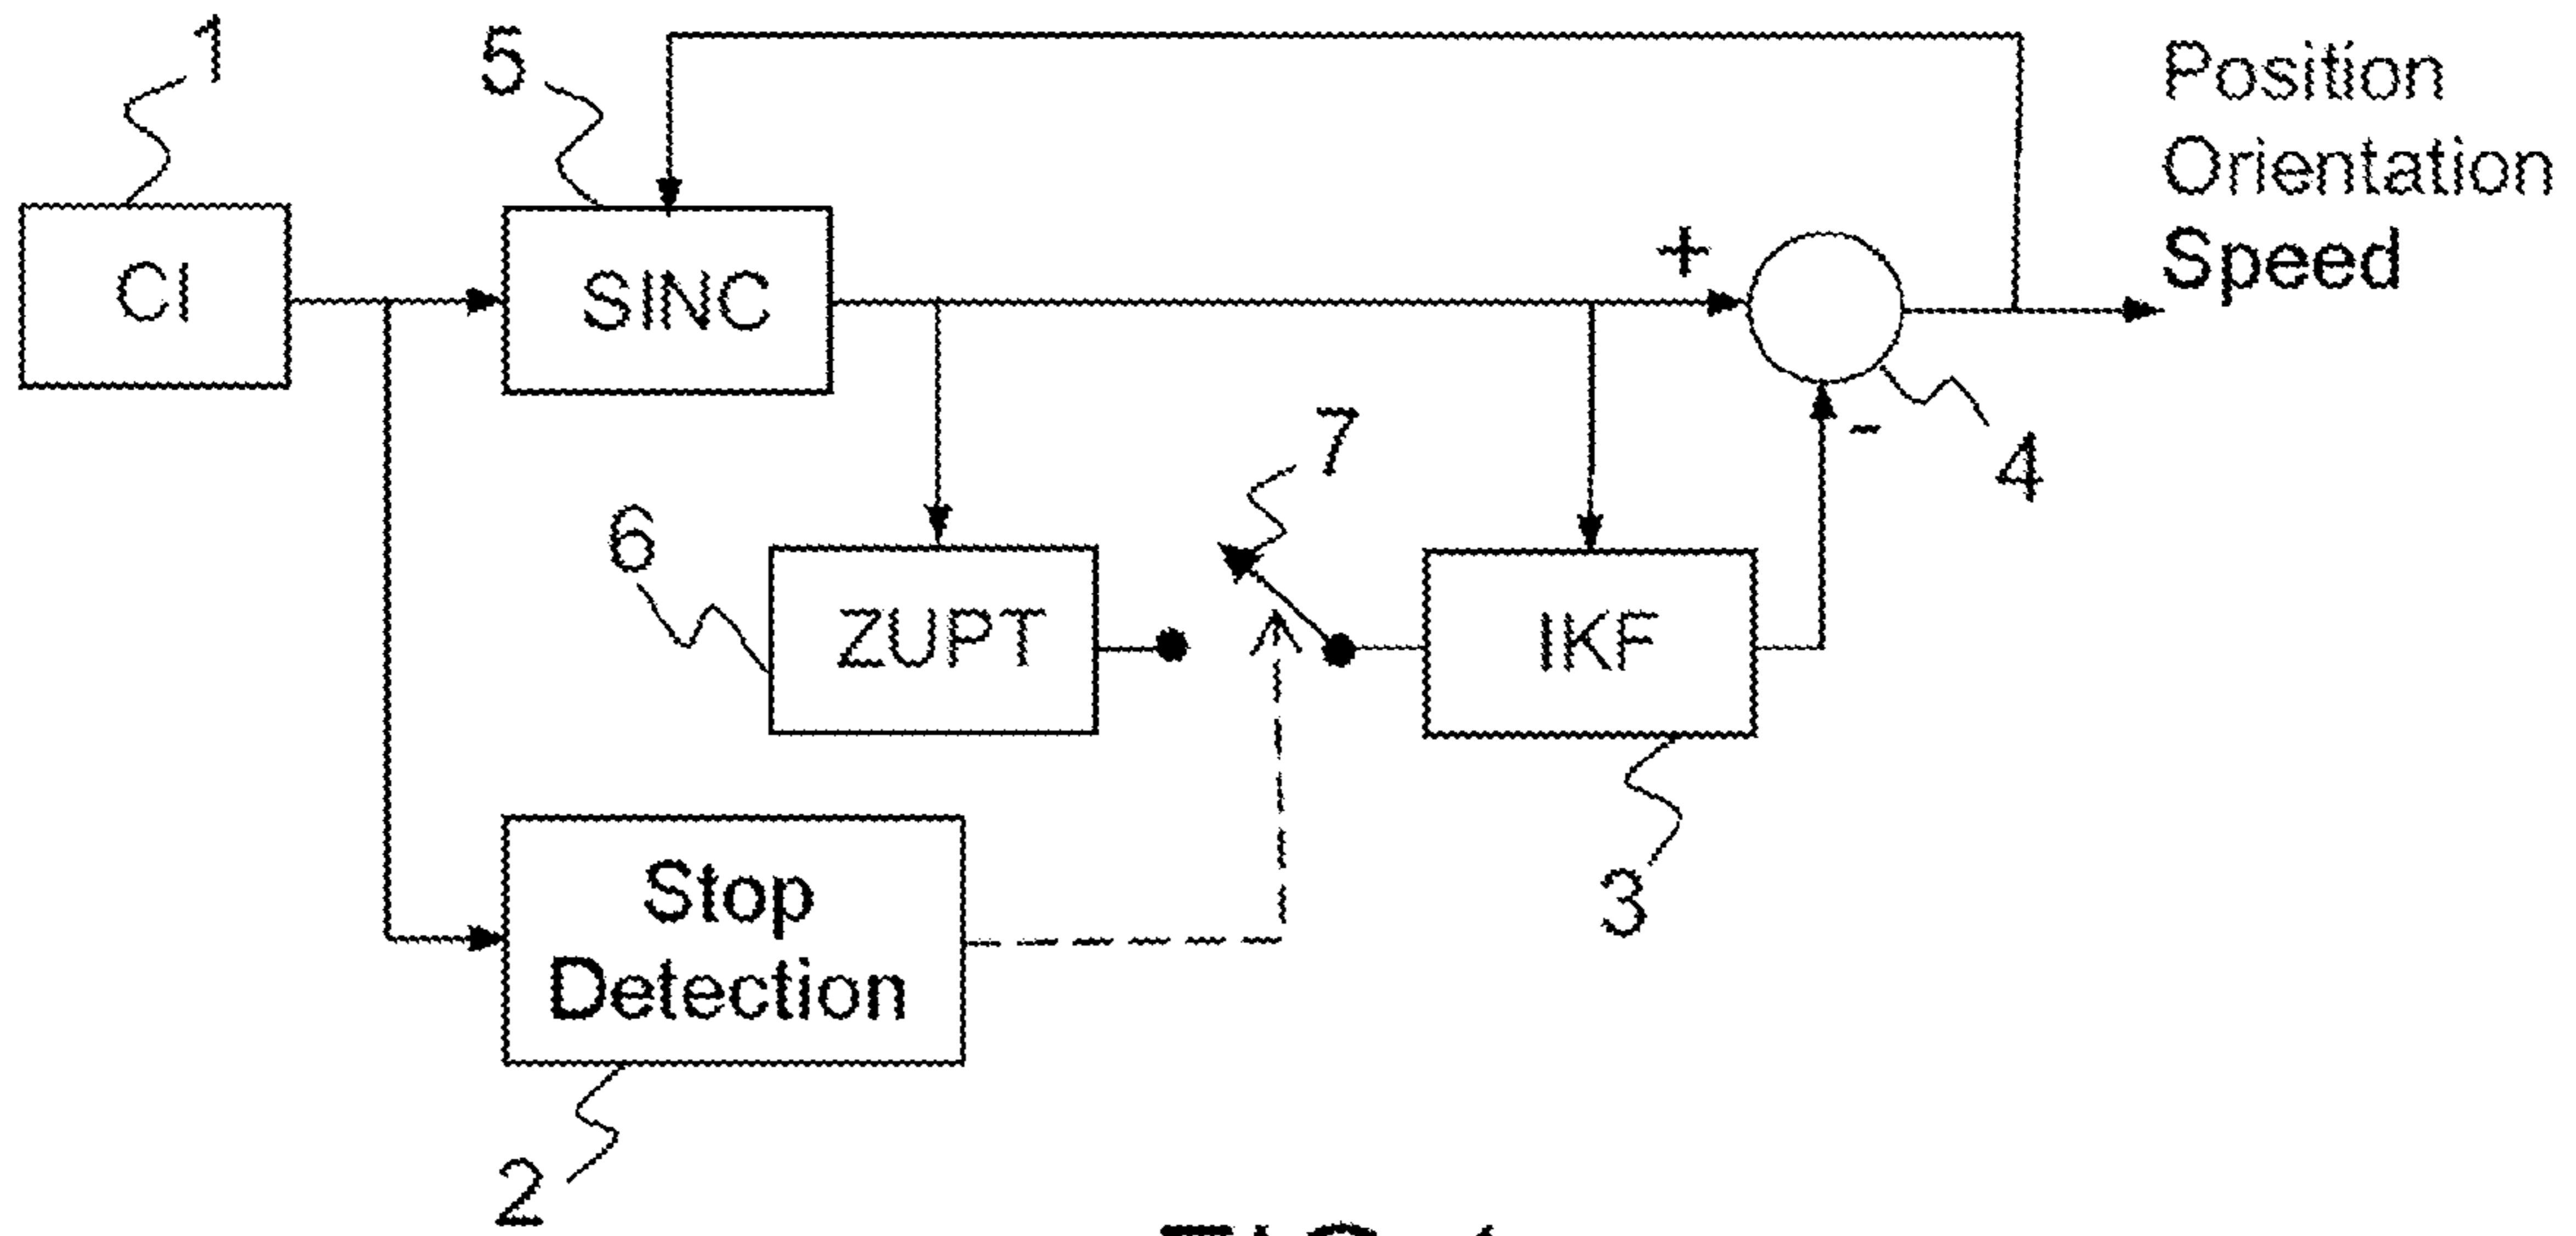 1
5
Position
Orientation
Speed
CI
SINC
+
-
4
7
6
ZUPT
IKF
3
Stop
Detection
2